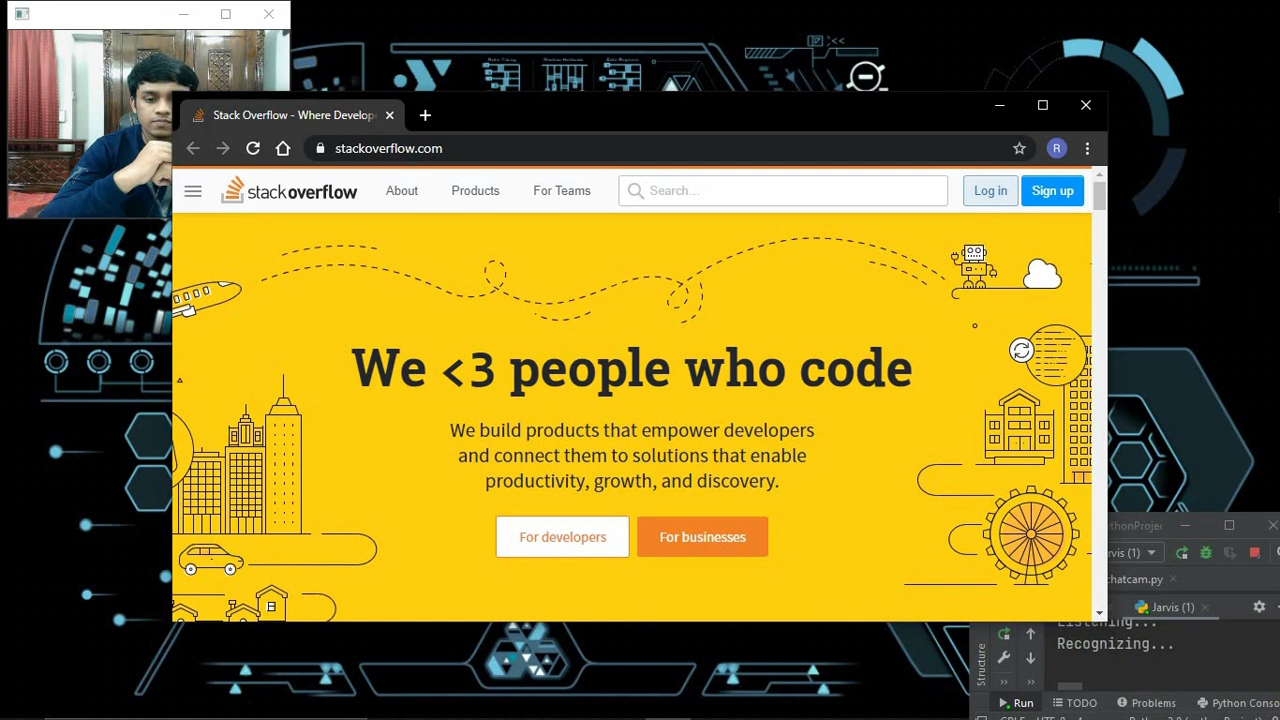 Stack Overflow - Where Develop
stackoverflow.com
R
stackoverflow
About
Products
For Teams
Search...
Log in
Sign up
We <3 people who code
We build products that empower developers
and connect them to solutions that enable
productivity, growth, and discovery.
For developers
For businesses
Jarvis (1)
Listening...
Recognizing...
Structure
Run
TODO
Problems
Python Conso